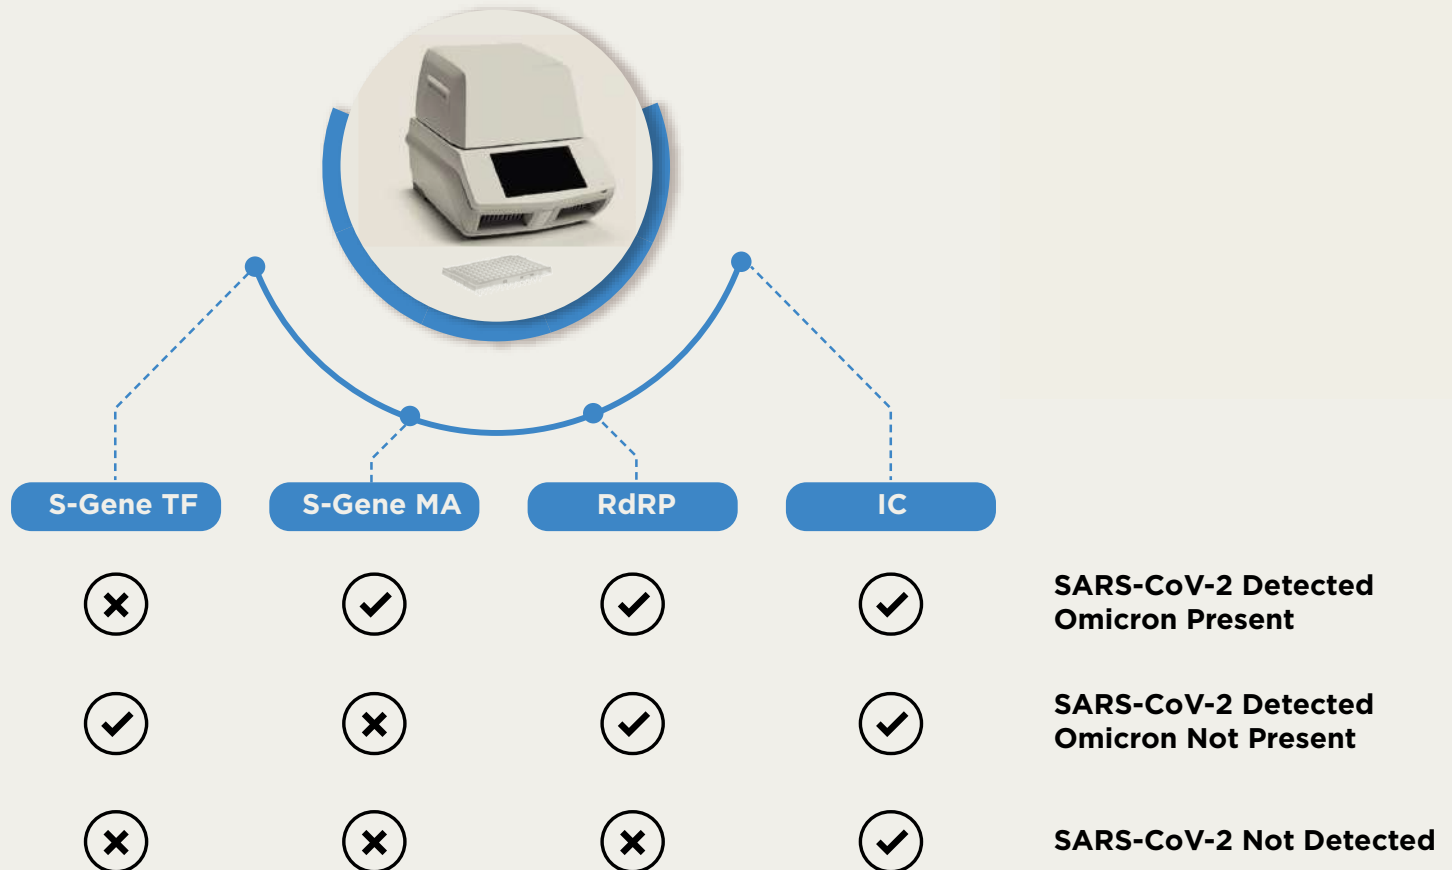 S-Gene TF
S-Gene MA
RdRP
IC
SARS-CoV-2 Detected
Omicron Present
SARS-CoV-2 Detected
Omicron Not Present
SARS-CoV-2 Not Detected